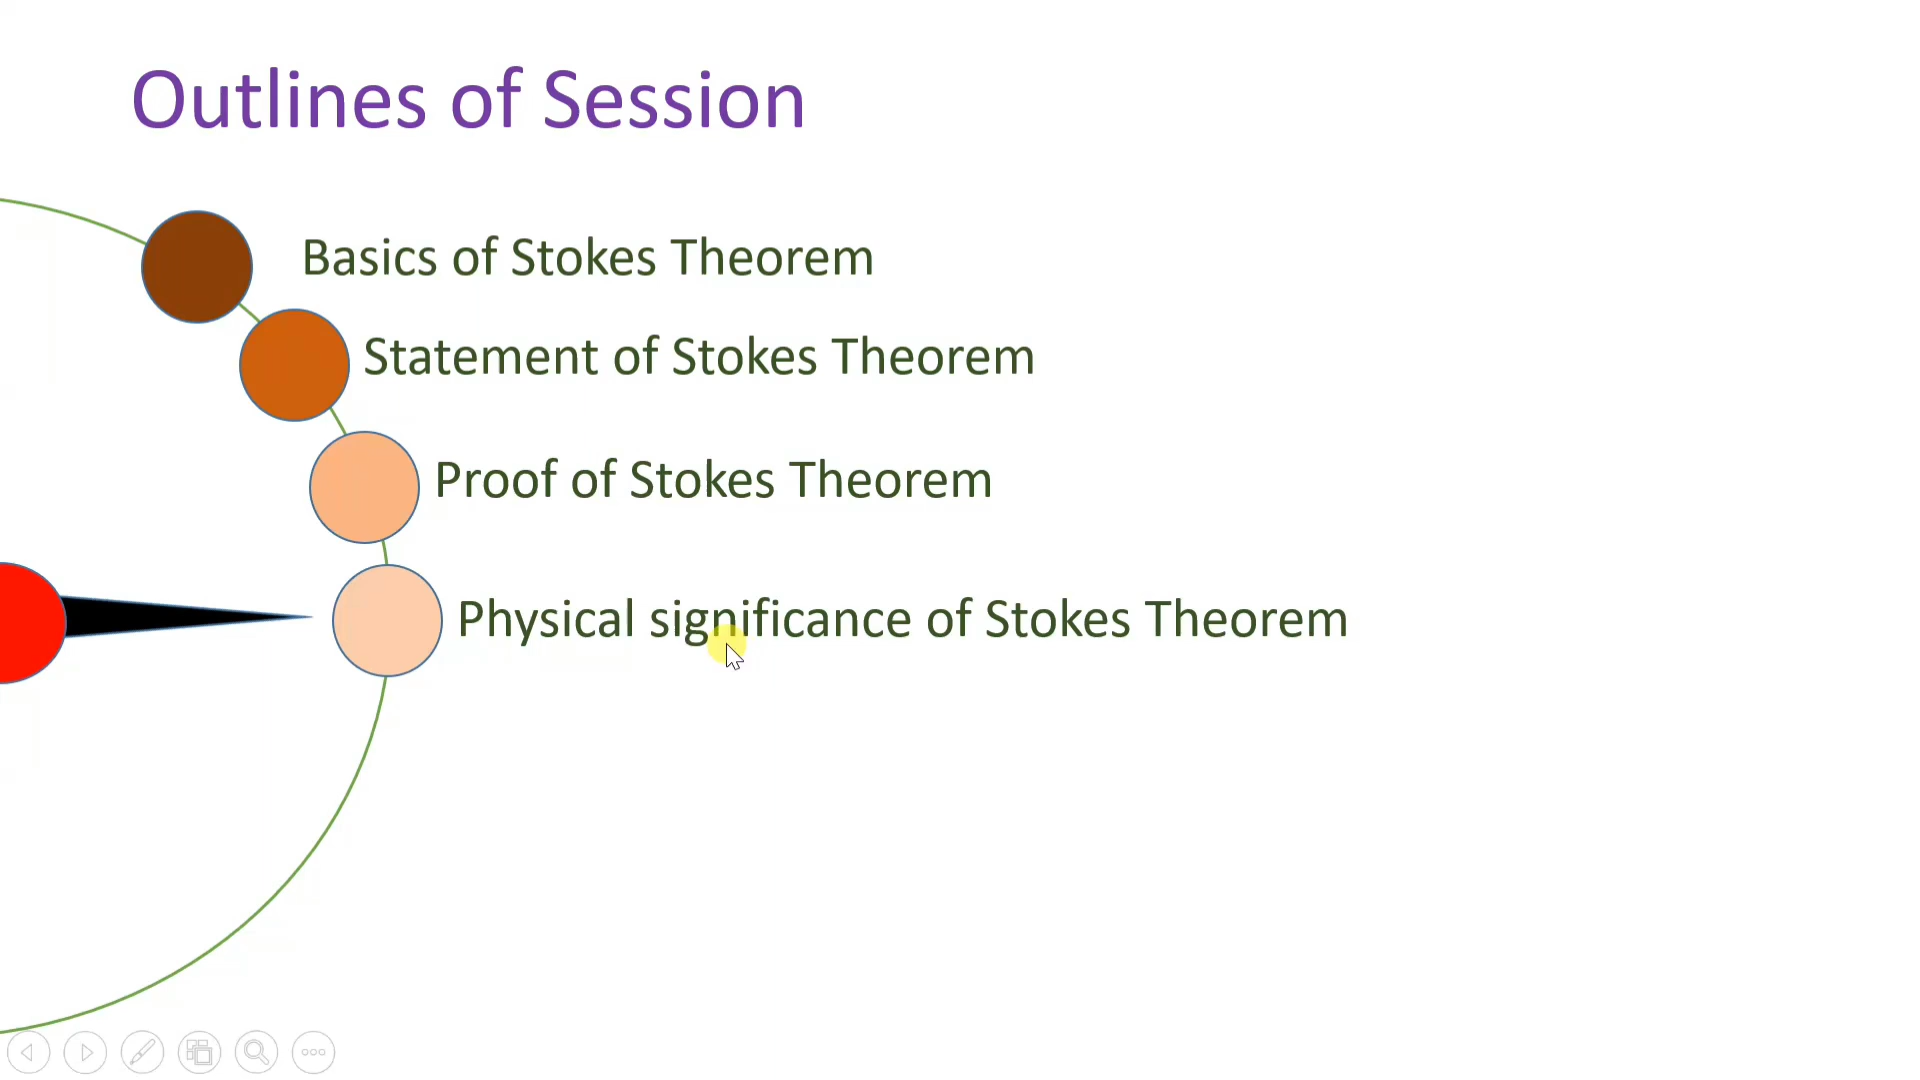 Outlines of Session
Basics of Stokes Theorem
Statement of Stokes Theorem
Proof of Stokes Theorem
Physical significance of Stokes Theorem